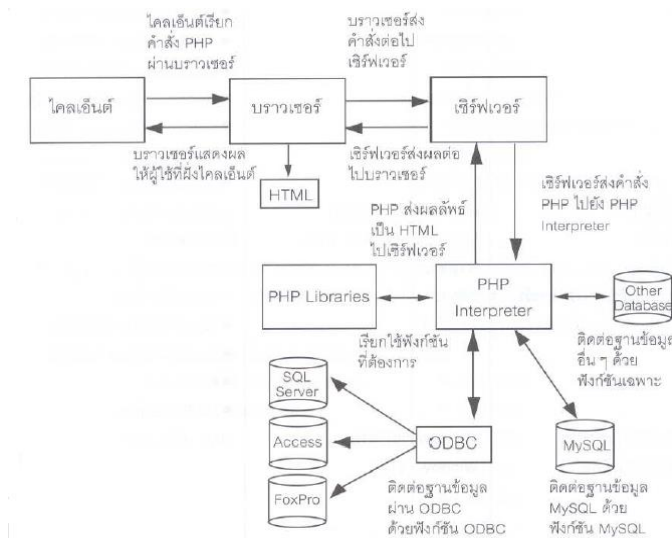 ไคลเอ็นต์เรียก
คำสั่ง PHP
ผ่านบราวเซอร์
บราวเซอร์ส่ง
คำสั่งต่อไป
เซิร์ฟเวอร์
ไคลเอ็นต์
บราวเซอร์
เซิร์ฟเวอร์
บราวเซอร์แสดงผล
ให้ผู้ใช้ที่ฝั่งไคลเอ็นต์
เซิร์ฟเวอร์ส่งผลต่อ
ไปบราวเซอร์
HTML
PHP ส่งผลลัพธ์
เป็น HTML
ไปเซิร์ฟเวอร์
เซิร์ฟเวอร์ส่งคำสั่ง
PHP ไปยัง PHP
Interpreter
PHP Libraries
PHP
Interpreter
Other
Database
เรียกใช้ฟังก์ชัน
ที่ต้องการ
ติดต่อฐานข้อมูล
อื่น ๆ ด้วย
ฟังก์ชันเฉพาะ
SQL
Server
Access
FoxPro
ODBC
MySQL
ติดต่อฐานข้อมูล
ผ่าน ODBC
ด้วยฟังก์ชัน ODBC
ติดต่อฐานข้อมูล
MySQL ด้วย
ฟังก์ชัน MySQL